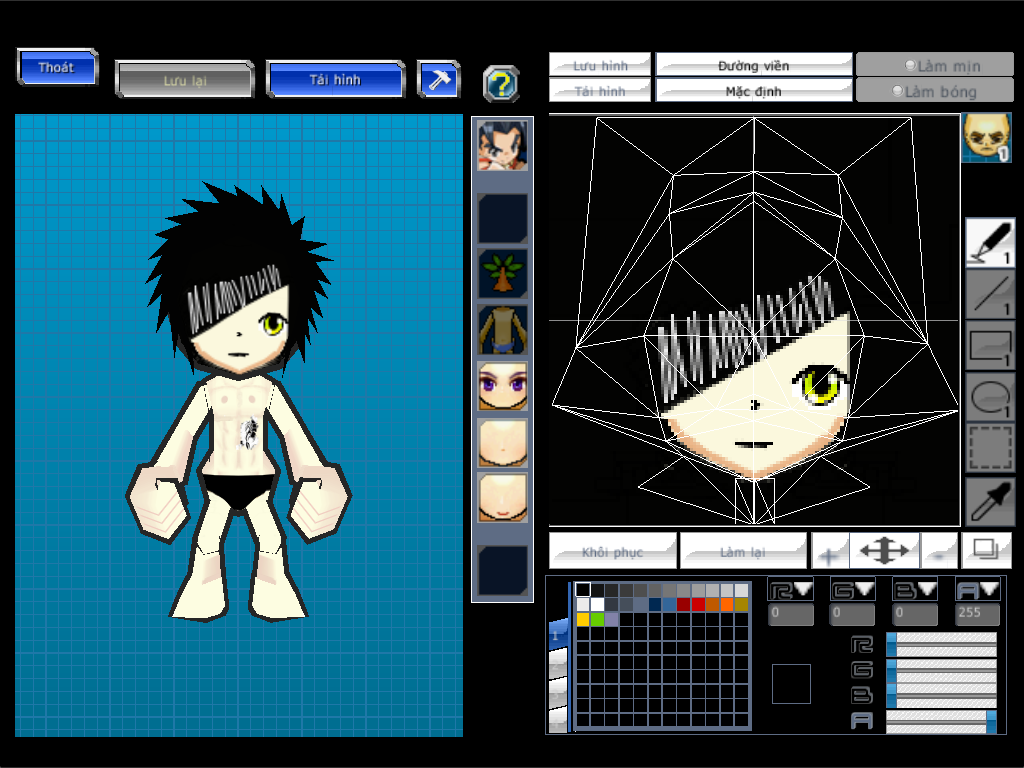 Thoát
Lưu lại
Tải hình
?
Lưu hình
Đường viền
Làm mịn
Tải hình
Mặc định
Làm bóng
1
1
1
1
1
Khôi phục
Làm lại
+
-
R G B A
0 0 0 255
1
R
G
B
A